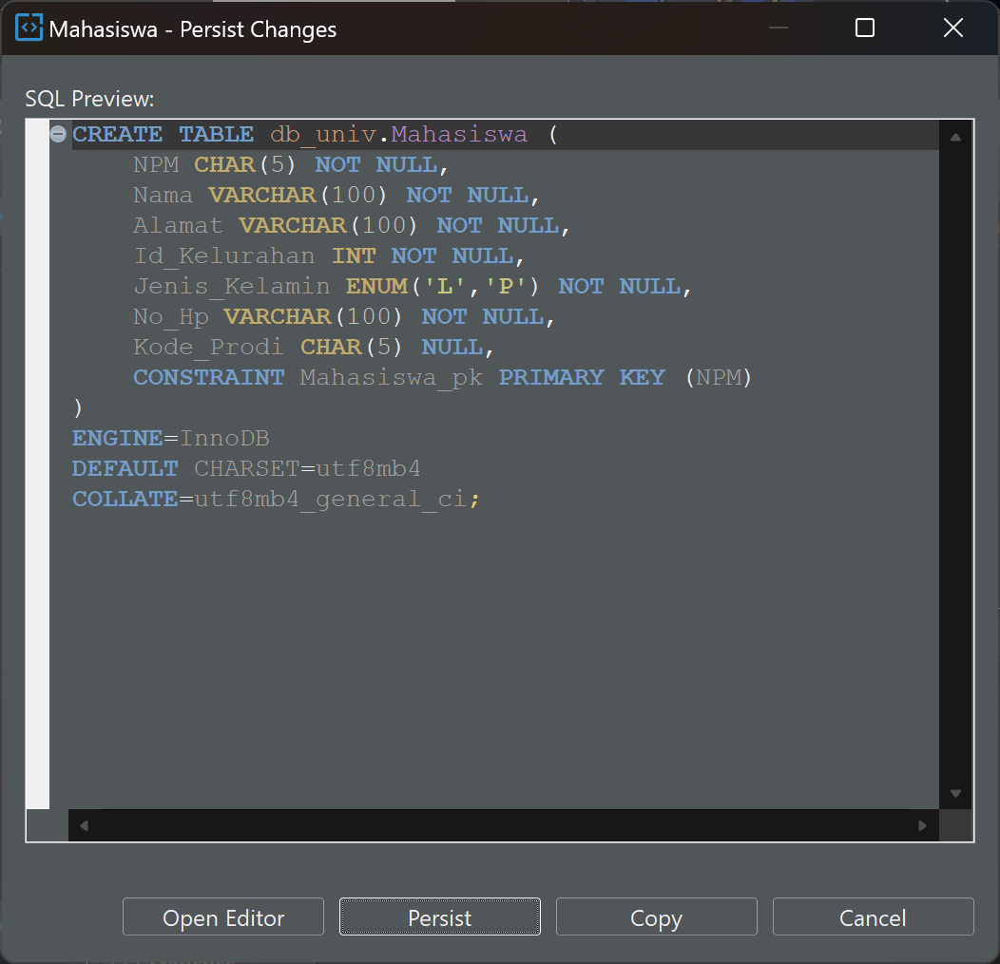 Mahasiswa - Persist Changes
SQL Preview:
CREATE TABLE db_univ.Mahasiswa (
    NPM CHAR(5) NOT NULL,
    Nama VARCHAR(100) NOT NULL,
    Alamat VARCHAR(100) NOT NULL,
    Id_Kelurahan INT NOT NULL,
    Jenis_Kelamin ENUM('L','P') NOT NULL,
    No_Hp VARCHAR(100) NOT NULL,
    Kode_Prodi CHAR(5) NULL,
    CONSTRAINT Mahasiswa_pk PRIMARY KEY (NPM)
)
ENGINE=InnoDB
DEFAULT CHARSET=utf8mb4
COLLATE=utf8mb4_general_ci;
Open Editor
Persist
Copy
Cancel